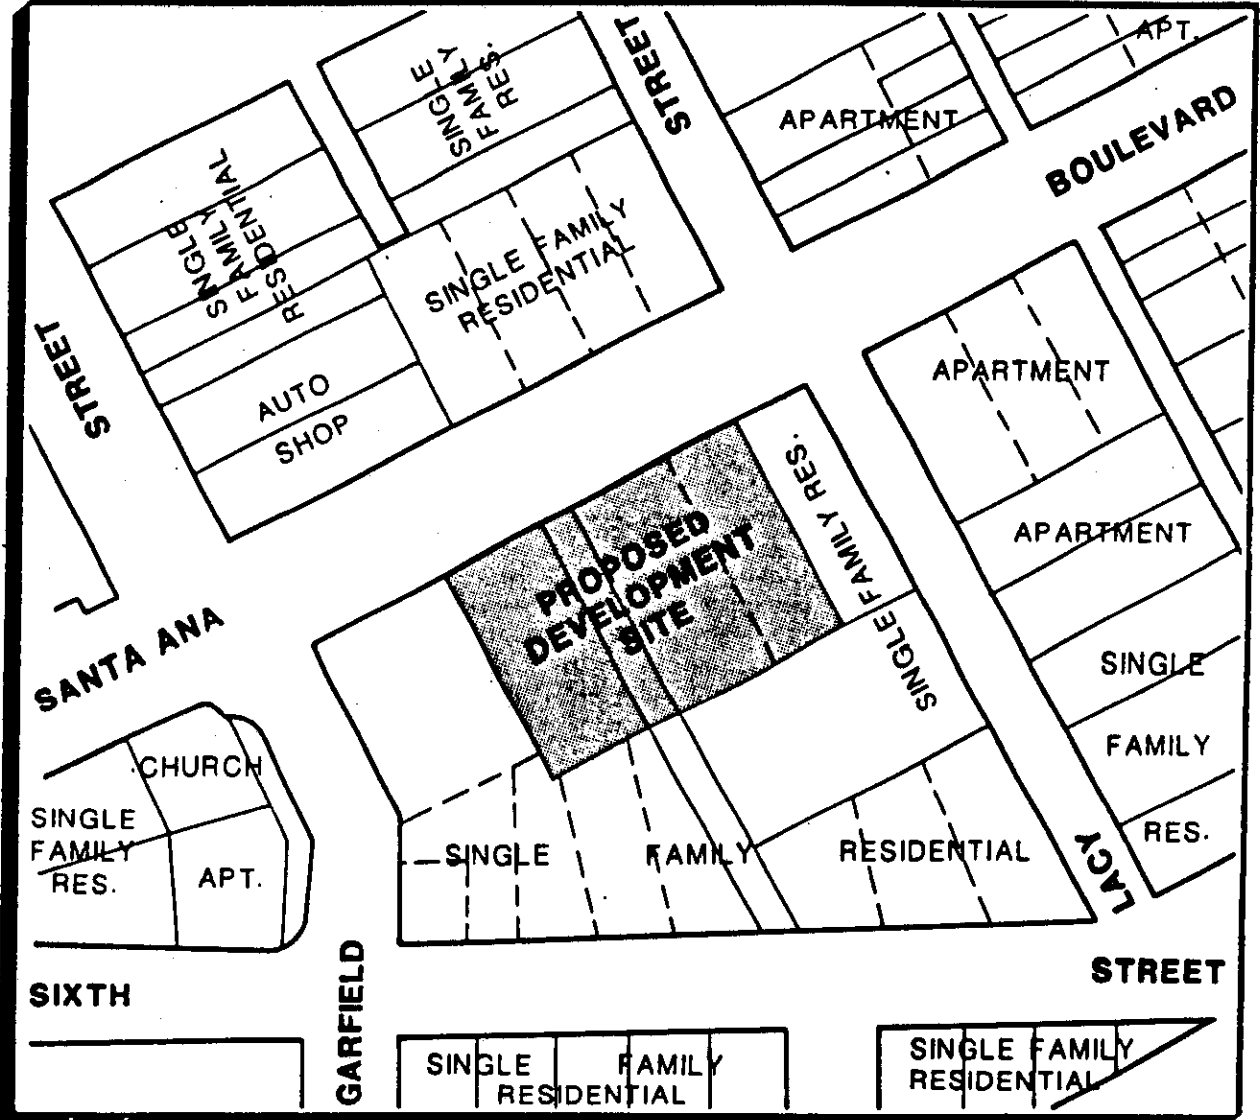 SINGLE
FAMILY
RES.
STREET
APT.
APARTMENT
BOULEVARD
SINGLE
FAMILY
RESIDENTIAL
SINGLE FAMILY
RESIDENTIAL
STREET
AUTO
SHOP
APARTMENT
SINGLE FAMILY RES.
APARTMENT
PROPOSED
DEVELOPMENT
SITE
SANTA ANA
SINGLE
SINGLE
FAMILY
RES.
CHURCH
SINGLE
FAMILY
RES.
APT.
SINGLE FAMILY RESIDENTIAL
LACY
SIXTH
STREET
GARFIELD
SINGLE FAMILY
RESIDENTIAL
SINGLE FAMILY
RESIDENTIAL